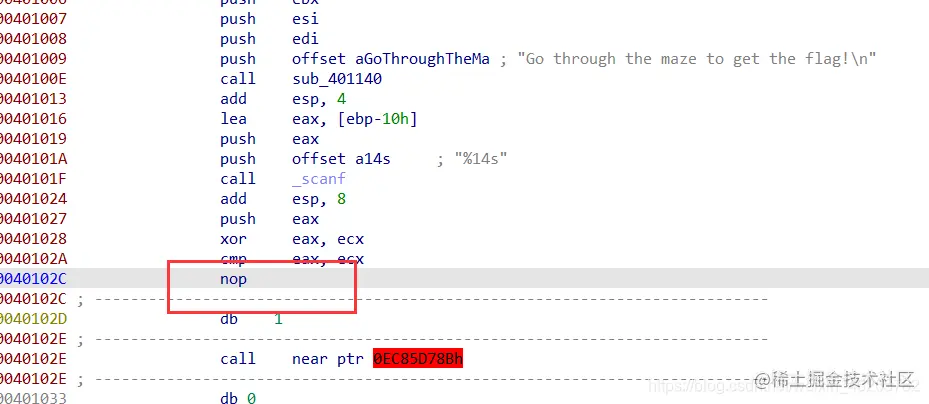 00401006 push ebx
00401007 push esi
00401008 push edi
00401009 push offset aGoThroughTheMa ; "Go through the maze to get the flag!\n"
0040100E call sub_401140
00401013 add esp, 4
00401016 lea eax, [ebp-10h]
00401019 push eax
0040101A push offset a14s ; "%14s"
0040101F call _scanf
00401024 add esp, 8
00401027 push eax
00401028 xor eax, ecx
0040102A cmp eax, ecx
0040102C nop
0040102C ; ---------------------------------------------------------------------------
0040102D db 1
0040102E ; ---------------------------------------------------------------------------
0040102E call near ptr 0EC85D78Bh
0040102E ; ---------------------------------------------------------------------------
00401033 db 0
@稀土掘金技术社区